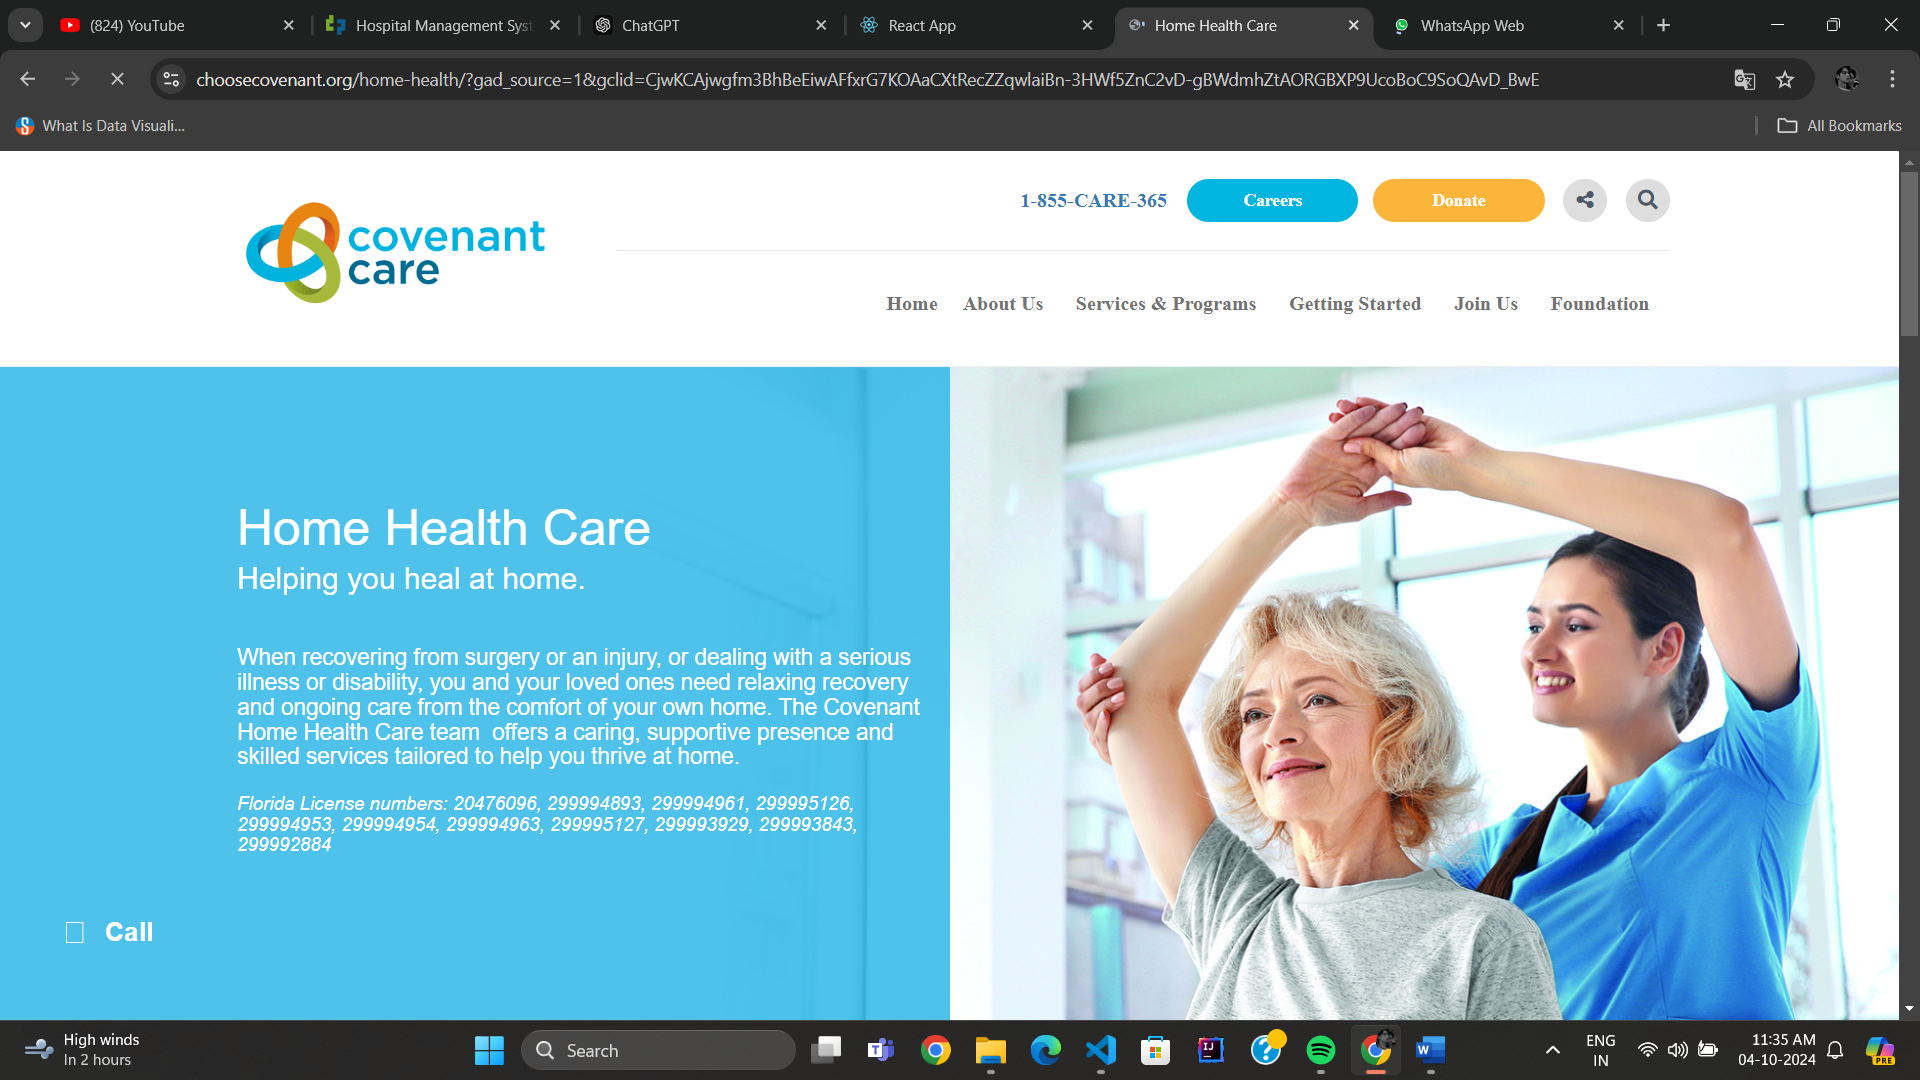 (824) YouTube
Hospital Management Syst
ChatGPT
React App
Home Health Care
WhatsApp Web
choosecovenant.org/home-health/?gad_source=1&gclid=CjwKCAjwgfm3BhBeEiwAFfxrG7KOAaCXtRecZZqwlaiBn-3HWf5ZnC2vD-gBWdmhZtAORGBXP9UcoBoC9SoQAvD_BwE
What Is Data Visuali...
All Bookmarks
1-855-CARE-365
Careers
Donate
covenant
care
Home
About Us
Services & Programs
Getting Started
Join Us
Foundation
Home Health Care
Helping you heal at home.
When recovering from surgery or an injury, or dealing with a serious
illness or disability, you and your loved ones need relaxing recovery
and ongoing care from the comfort of your own home. The Covenant
Home Health Care team  offers a caring, supportive presence and
skilled services tailored to help you thrive at home.
Florida License numbers: 20476096, 299994893, 299994961, 299995126,
299994953, 299994954, 299994963, 299995127, 299993929, 299993843,
299992884
Call
High winds
In 2 hours
Search
ENG
IN
11:35 AM
04-10-2024
PRE